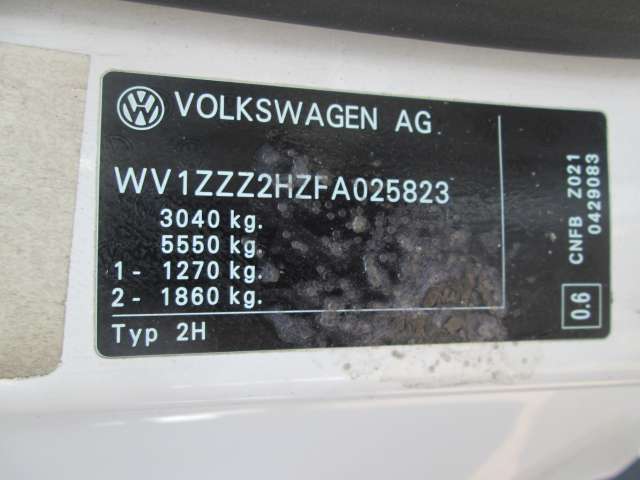 VOLKSWAGEN AG
WV1ZZZ2HZFA025823
3040 kg.
5550 kg.
1 - 1270 kg.
2 - 1860 kg.
Typ 2H
CNFB Z021
0429083
0.6